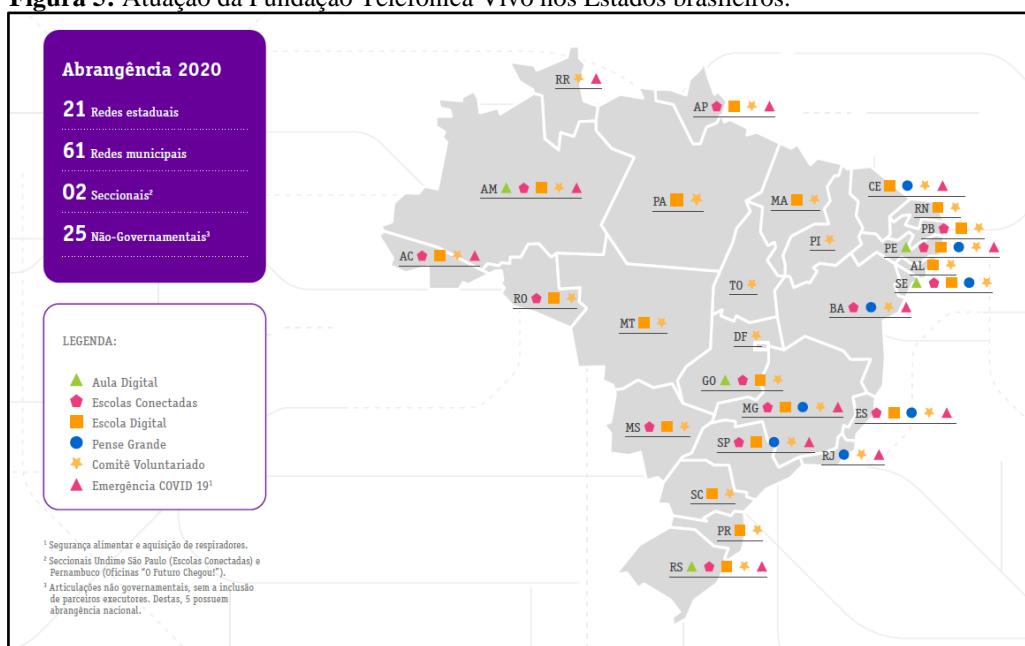 Figura 5: Atuação da Fundação Telefônica Vivo nos Estados brasileiros.
Abrangência 2020
21 Redes estaduais
61 Redes municipais
02 Seccionais²
25 Não-Governamentais³
LEGENDA:
Aula Digital
Escolas Conectadas
Escola Digital
Pense Grande
Comitê Voluntariado
Emergência COVID 19¹
¹ Segurança alimentar e aquisição de respiradores.
² Seccionais Undime São Paulo (Escolas Conectadas) e
Pernambuco (Oficinas "O Futuro Chegou!").
³ Articulações não governamentais, sem a inclusão
de parceiros executores. Destas, 5 possuem
abrangência nacional.
RR
AP
AM
PA
MA
CE
RN
PB
PI
PE
AL
AC
SE
TO
RO
BA
MT
DF
GO
MG
ES
MS
SP
RJ
SC
PR
RS